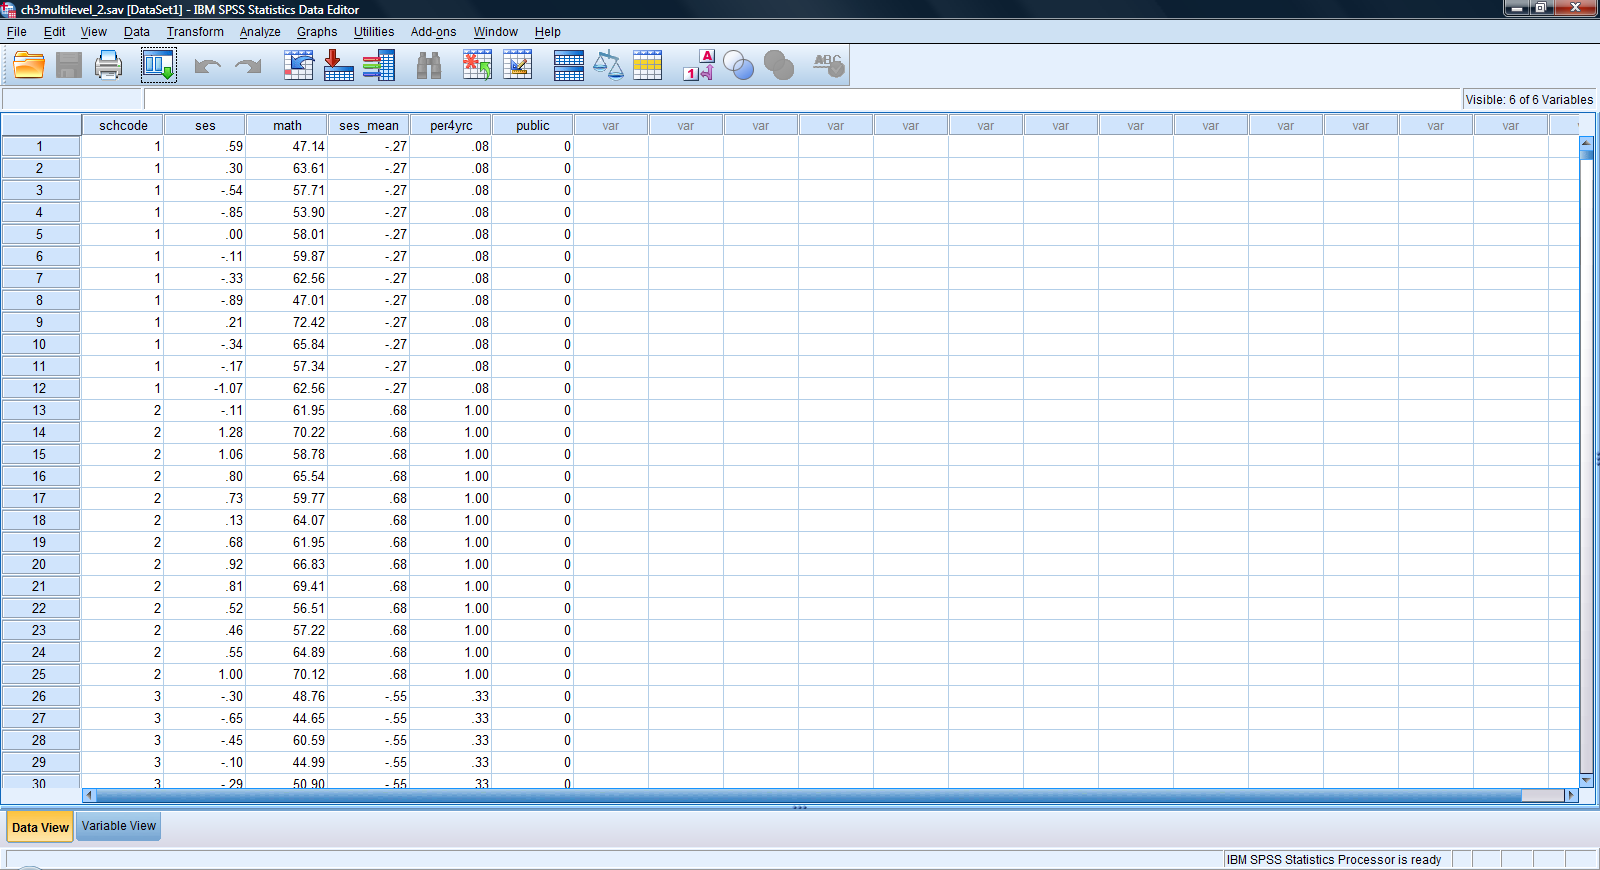 ch3multilevel_2.sav [DataSet1] - IBM SPSS Statistics Data Editor
File Edit View Data Transform Analyze Graphs Utilities Add-ons Window Help
A
1
ABC
Visible: 6 of 6 Variables
schcode ses math ses_mean per4yrc public var var var var var var var var var var var var var
1 1 .59 47.14 -.27 .08 0
2 1 .30 63.61 -.27 .08 0
3 1 -.54 57.71 -.27 .08 0
4 1 -.85 53.90 -.27 .08 0
5 1 .00 58.01 -.27 .08 0
6 1 -.11 59.87 -.27 .08 0
7 1 -.33 62.56 -.27 .08 0
8 1 -.89 47.01 -.27 .08 0
9 1 .21 72.42 -.27 .08 0
10 1 -.34 65.84 -.27 .08 0
11 1 -.17 57.34 -.27 .08 0
12 1 -1.07 62.56 -.27 .08 0
13 2 -.11 61.95 .68 1.00 0
14 2 1.28 70.22 .68 1.00 0
15 2 1.06 58.78 .68 1.00 0
16 2 .80 65.54 .68 1.00 0
17 2 .73 59.77 .68 1.00 0
18 2 .13 64.07 .68 1.00 0
19 2 .68 61.95 .68 1.00 0
20 2 .92 66.83 .68 1.00 0
21 2 .81 69.41 .68 1.00 0
22 2 .52 56.51 .68 1.00 0
23 2 .46 57.22 .68 1.00 0
24 2 .55 64.89 .68 1.00 0
25 2 1.00 70.12 .68 1.00 0
26 3 -.30 48.76 -.55 .33 0
27 3 -.65 44.65 -.55 .33 0
28 3 -.45 60.59 -.55 .33 0
29 3 -.10 44.99 -.55 .33 0
30 3 -.29 50.90 -.55 .33 0
Data View Variable View
IBM SPSS Statistics Processor is ready